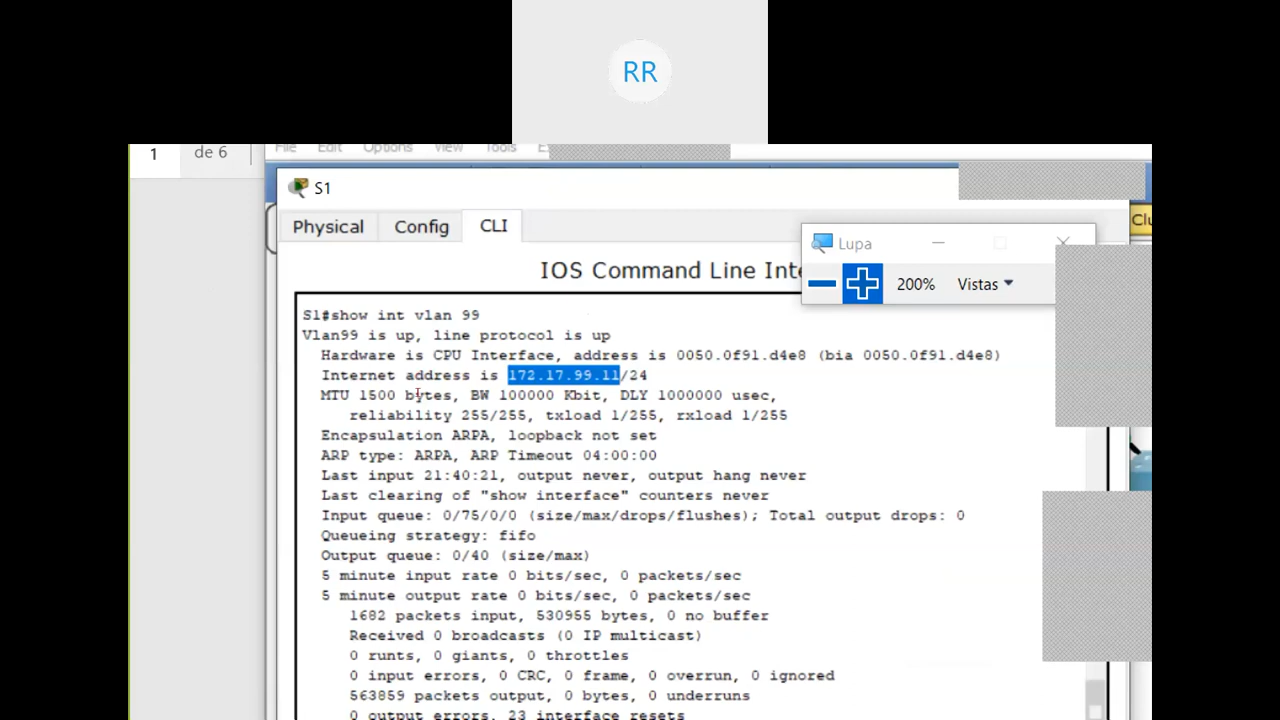 RR
1 de 6
File Edit Options View Tools
S1
Physical Config CLI
Clu
Lupa
IOS Command Line Inte
200% Vistas
S1#show int vlan 99
Vlan99 is up, line protocol is up
Hardware is CPU Interface, address is 0050.0f91.d4e8 (bia 0050.0f91.d4e8)
Internet address is 172.17.99.11/24
MTU 1500 bytes, BW 100000 Kbit, DLY 1000000 usec,
reliability 255/255, txload 1/255, rxload 1/255
Encapsulation ARPA, loopback not set
ARP type: ARPA, ARP Timeout 04:00:00
Last input 21:40:21, output never, output hang never
Last clearing of "show interface" counters never
Input queue: 0/75/0/0 (size/max/drops/flushes); Total output drops: 0
Queueing strategy: fifo
Output queue: 0/40 (size/max)
5 minute input rate 0 bits/sec, 0 packets/sec
5 minute output rate 0 bits/sec, 0 packets/sec
1682 packets input, 530955 bytes, 0 no buffer
Received 0 broadcasts (0 IP multicast)
0 runts, 0 giants, 0 throttles
0 input errors, 0 CRC, 0 frame, 0 overrun, 0 ignored
563859 packets output, 0 bytes, 0 underruns
0 output errors, 23 interface resets